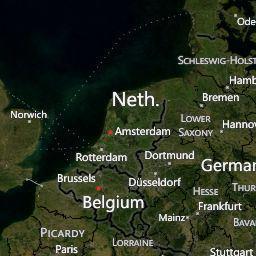 Ode
SCHLESWIG-HOLST
Hamb
Neth.
Bremen
Norwich
LOWER
SAXONY
Amsterdam
Hannov
Rotterdam
Dortmund
German
Brussels
Düsseldorf
HESSE
THUR
Belgium
Frankfurt
Mainz
BAVAR
PICARDY
Paris
LORRAINE
Stuttgart